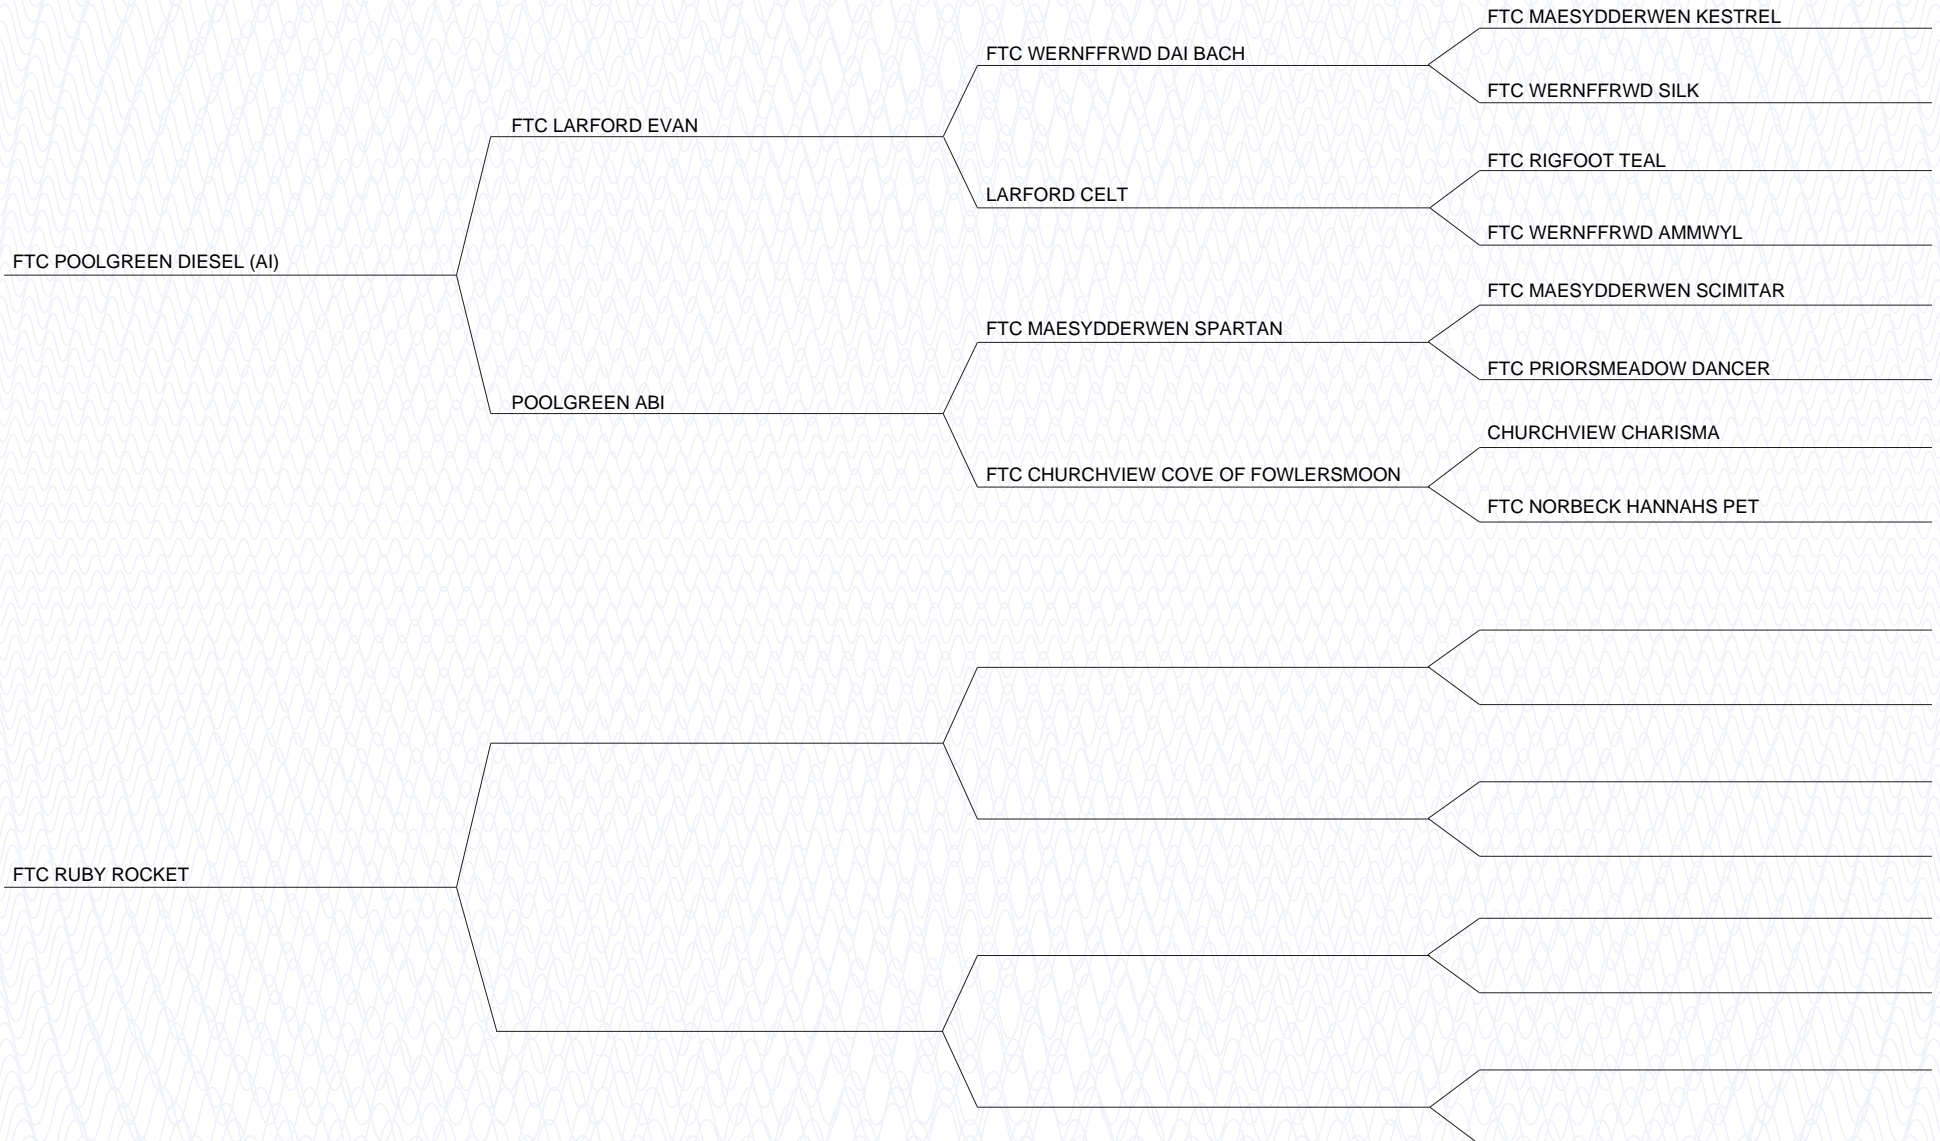 FTC MAESYDDERWEN KESTREL
FTC WERNFFRWD DAI BACH
FTC WERNFFRWD SILK
FTC LARFORD EVAN
FTC RIGFOOT TEAL
LARFORD CELT
FTC WERNFFRWD AMMWYL
FTC POOLGREEN DIESEL (AI)
FTC MAESYDDERWEN SCIMITAR
FTC MAESYDDERWEN SPARTAN
FTC PRIORSMEADOW DANCER
POOLGREEN ABI
CHURCHVIEW CHARISMA
FTC CHURCHVIEW COVE OF FOWLERSMOON
FTC NORBECK HANNAHS PET
FTC RUBY ROCKET